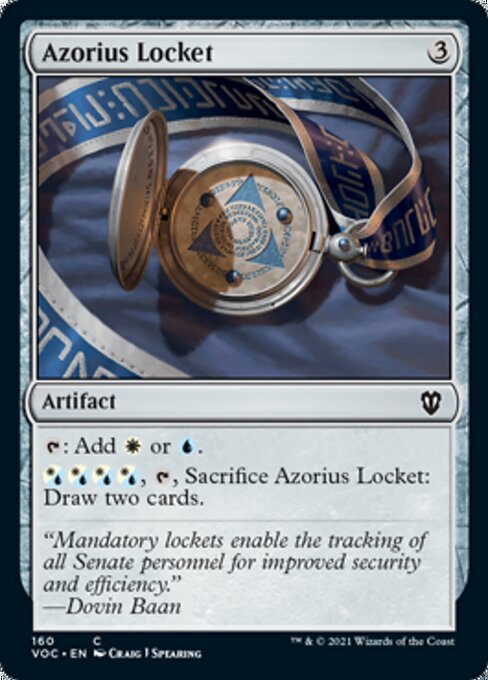 Azorius Locket 3
Artifact
: Add or .
, , Sacrifice Azorius Locket:
Draw two cards.
“Mandatory lockets enable the tracking of
all Senate personnel for improved security
and efficiency.”
—Dovin Baan
160 C
VOC • EN Craig J Spearing
™ & © 2021 Wizards of the Coast